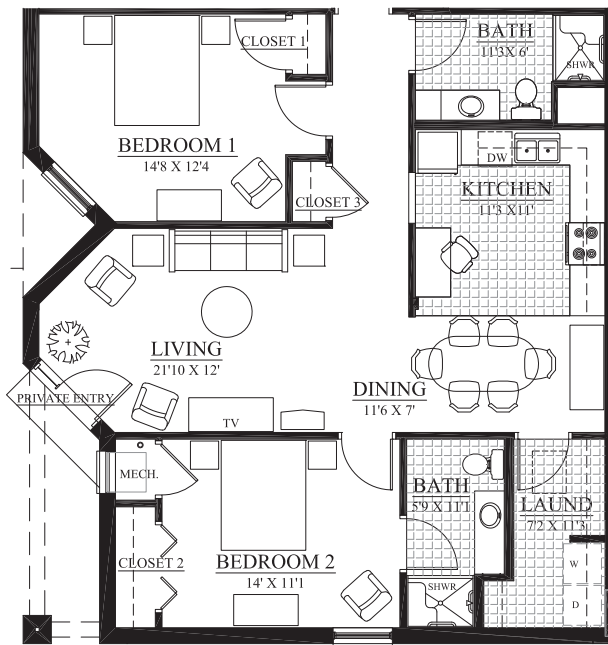 CLOSET 1
BATH
11'3X 6'
SHWR
BEDROOM 1
14'8 X 12'4
DW
KITCHEN
11'3 X11'
CLOSET 3
LIVING
21'10 X 12'
PRIVATE ENTRY
DINING
11'6 X 7'
TV
MECH.
BATH
5'9 X 11'1
LAUND
7'2 X 11'3
CLOSET 2
BEDROOM 2
14' X 11'1
SHWR
W
D